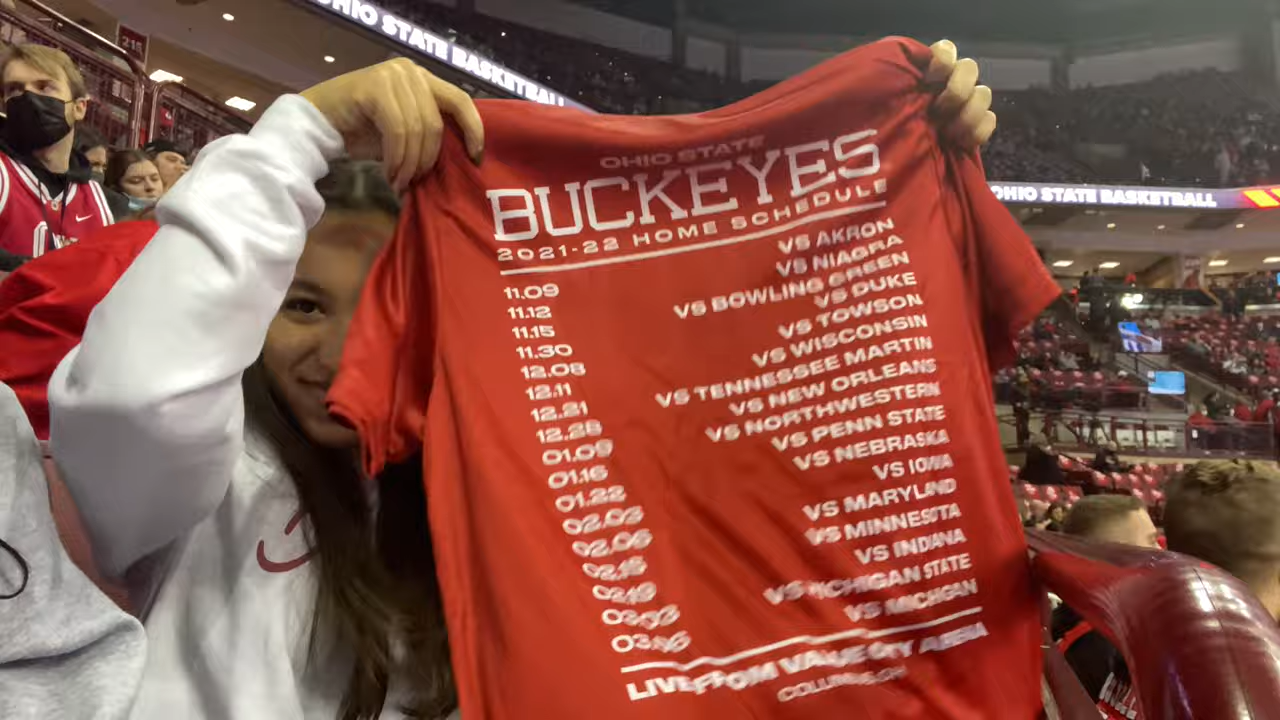 OHIO STATE BASKETBALL
215
OHIO STATE
BUCKEYES
2021-22 HOME SCHEDULE
11.09 VS AKRON
11.12 VS NIAGRA
11.15 VS BOWLING GREEN
11.30 VS DUKE
12.08 VS TOWSON
12.11 VS WISCONSIN
12.21 VS TENNESSEE MARTIN
12.28 VS NEW ORLEANS
01.09 VS NORTHWESTERN
01.16 VS PENN STATE
01.22 VS NEBRASKA
02.03 VS IOWA
02.06 VS MARYLAND
02.15 VS MINNESOTA
02.19 VS INDIANA
03.03 VS MICHIGAN STATE
03.06 VS MICHIGAN
LIVE FROM VALUE CITY ARENA
COLUMBUS, OH
OHIO STATE BASKETBALL